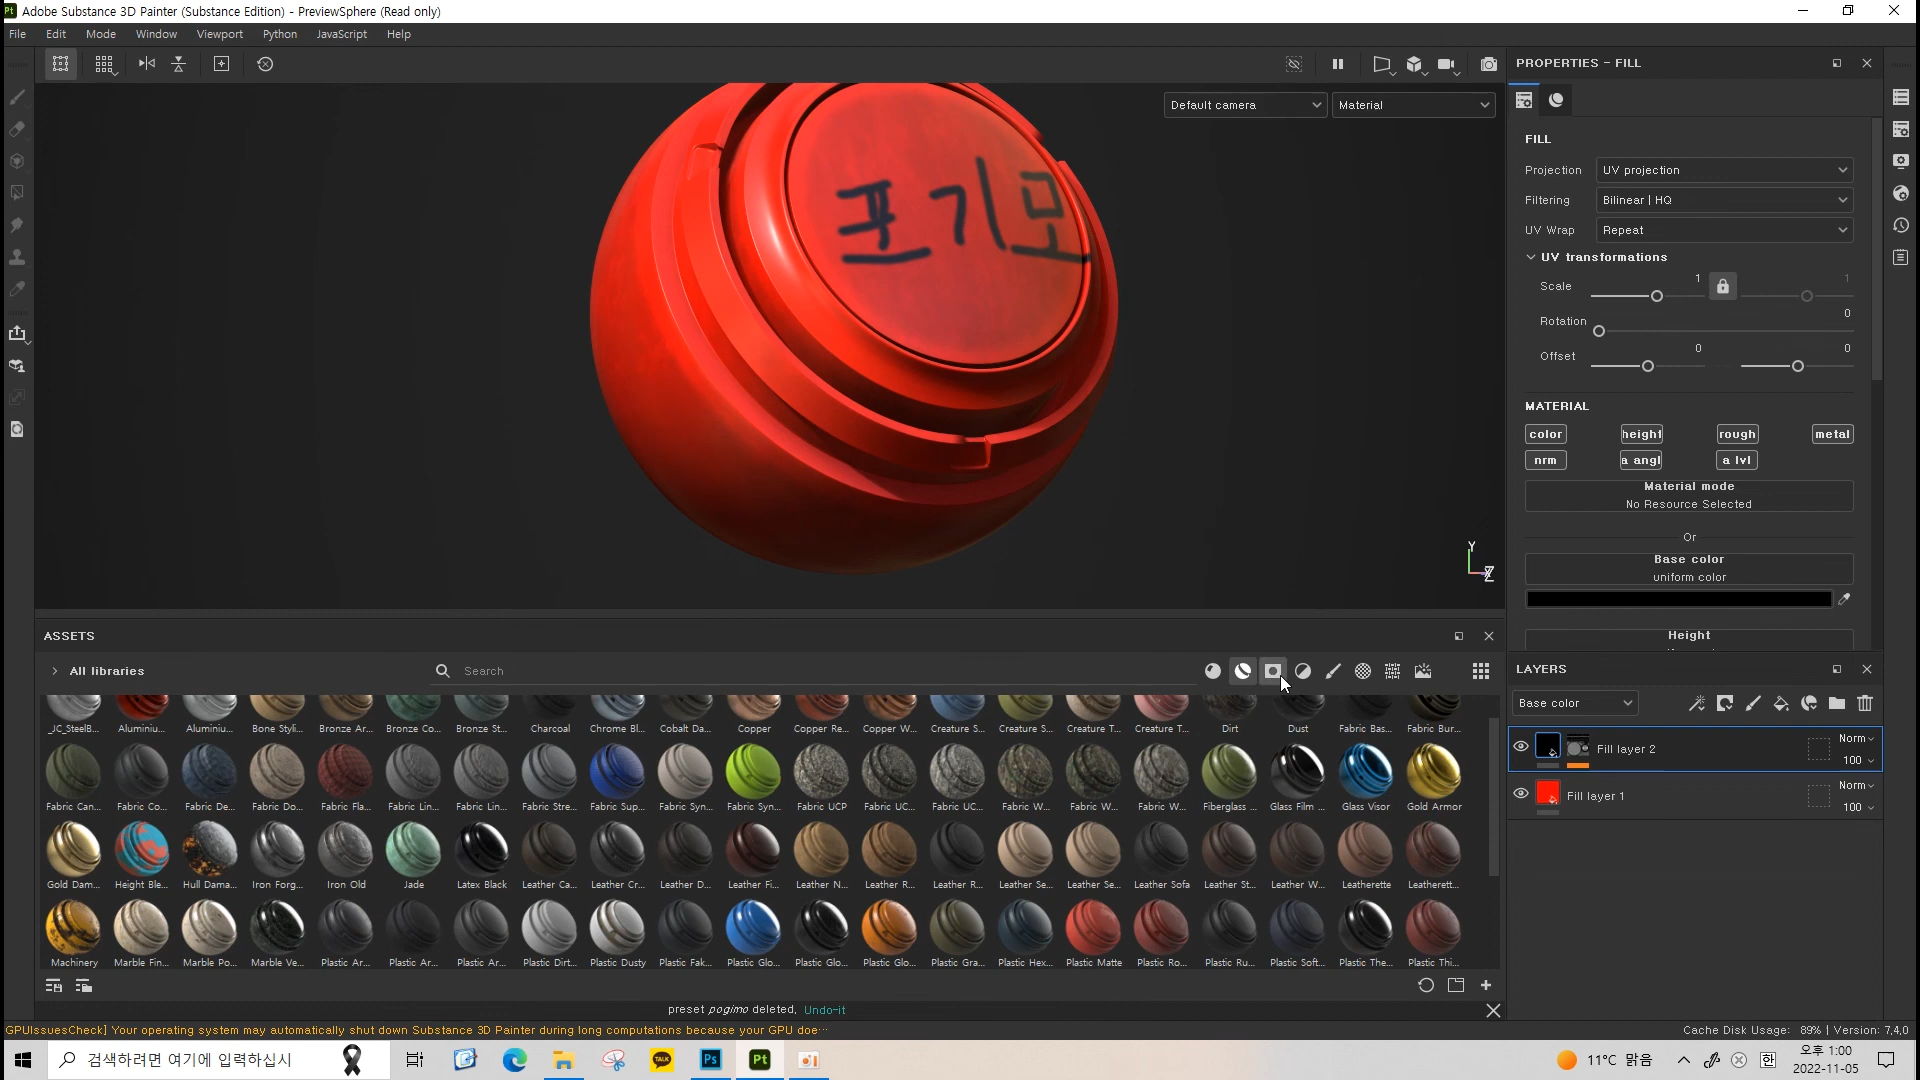 Adobe Substance 3D Painter (Substance Edition) - PreviewSphere (Read only)
File Edit Mode Window Viewport Python JavaScript Help
Default camera
Material
포기모
Y
Z
PROPERTIES - FILL
FILL
Projection UV projection
Filtering Bilinear | HQ
UV Wrap Repeat
UV transformations
Scale 1 1
Rotation 0
Offset 0 0
MATERIAL
color height rough metal
nrm a angl a lvl
Material mode
No Resource Selected
Or
Base color
uniform color
Height
ASSETS
All libraries
Search
_JC_SteelB... Aluminiu... Aluminiu... Bone Styli... Bronze Ar... Bronze Co... Bronze St... Charcoal Chrome Bl... Cobalt Da... Copper Copper Re... Copper W... Creature S... Creature S... Creature T... Creature T... Dirt Dust Fabric Bas... Fabric Bur...
Fabric Can... Fabric Co... Fabric De... Fabric Do... Fabric Fla... Fabric Lin... Fabric Lin... Fabric Stre... Fabric Sup... Fabric Syn... Fabric Syn... Fabric UCP Fabric UC... Fabric UC... Fabric W... Fabric W... Fabric W... Fiberglass ... Glass Film ... Glass Visor Gold Armor
Gold Dam... Height Ble... Hull Dama... Iron Forg... Iron Old Jade Latex Black Leather Ca... Leather Cr... Leather D... Leather Fi... Leather N... Leather R... Leather R... Leather Se... Leather Se... Leather Sofa Leather St... Leather W... Leatherette Leatherett...
Machinery Marble Fin... Marble Po... Marble Ve... Plastic Ar... Plastic Ar... Plastic Ar... Plastic Dirt... Plastic Dusty Plastic Fak... Plastic Glo... Plastic Glo... Plastic Glo... Plastic Gra... Plastic Hex... Plastic Matte Plastic Ro... Plastic Ru... Plastic Soft... Plastic The... Plastic Thi...
LAYERS
Base color
Fill layer 2 Norm 100
Fill layer 1 Norm 100
preset pogimo deleted, Undo-it
GPUIssuesCheck] Your operating system may automatically shut down Substance 3D Painter during long computations because your GPU doe...
Cache Disk Usage: 89% | Version: 7,4,0
검색하려면 여기에 입력하십시
TALK
Ps
Pt
11°C 맑음
한
오후 1:00
2022-11-05